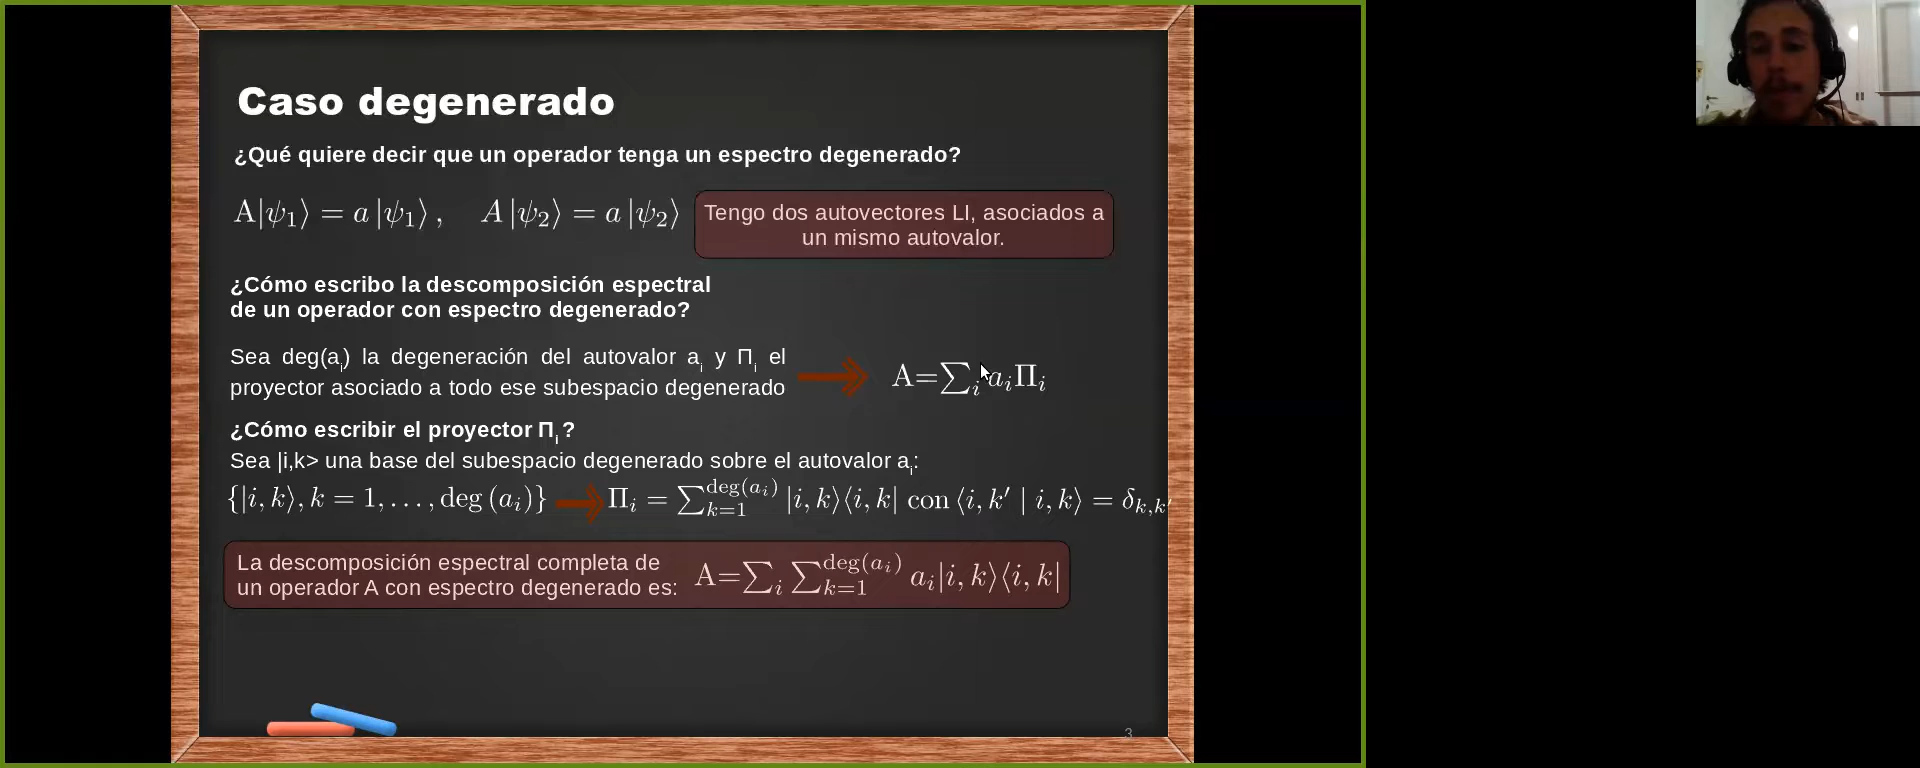 Caso degenerado
¿Qué quiere decir que un operador tenga un espectro degenerado?
A|ψ₁⟩ = a |ψ₁⟩ ,   A |ψ₂⟩ = a |ψ₂⟩
Tengo dos autovectores LI, asociados a
un mismo autovalor.
¿Cómo escribo la descomposición espectral
de un operador con espectro degenerado?
Sea deg(aᵢ) la degeneración del autovalor aᵢ y Πᵢ el
proyector asociado a todo ese subespacio degenerado
A=∑ᵢ aᵢΠᵢ
¿Cómo escribir el proyector Πᵢ?
Sea |i,k> una base del subespacio degenerado sobre el autovalor aᵢ:
{|i, k⟩, k = 1, . . . , deg (aᵢ)} Πᵢ = ∑_{k=1}^{deg(aᵢ)} |i, k⟩⟨i, k| con ⟨i, k′ | i, k⟩ = δ_{k,k′}
La descomposición espectral completa de
un operador A con espectro degenerado es:
A=∑ᵢ ∑_{k=1}^{deg(aᵢ)} aᵢ|i, k⟩⟨i, k|
3